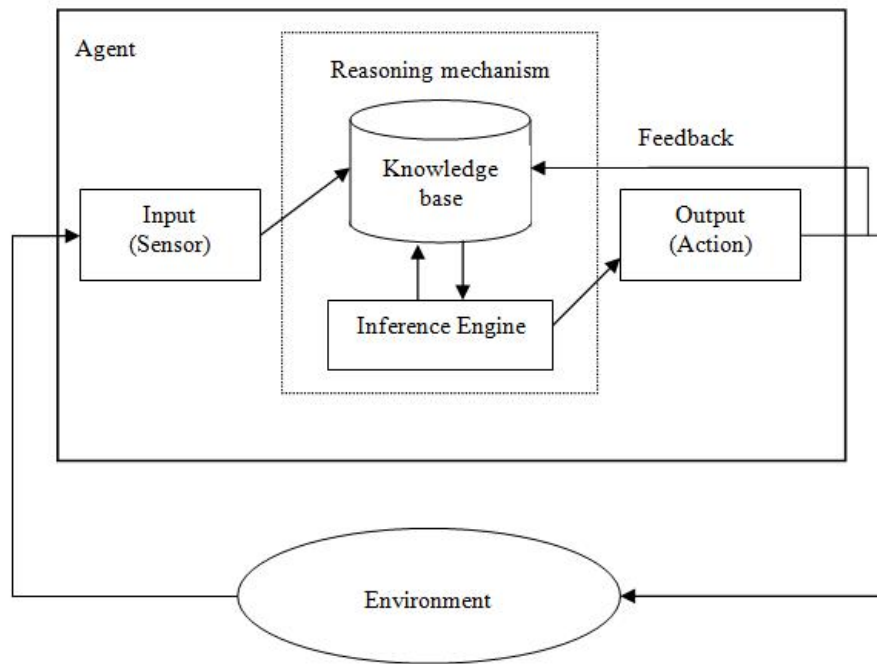 Agent
Reasoning mechanism
Feedback
Knowledge
base
Input
(Sensor)
Output
(Action)
Inference Engine
Environment